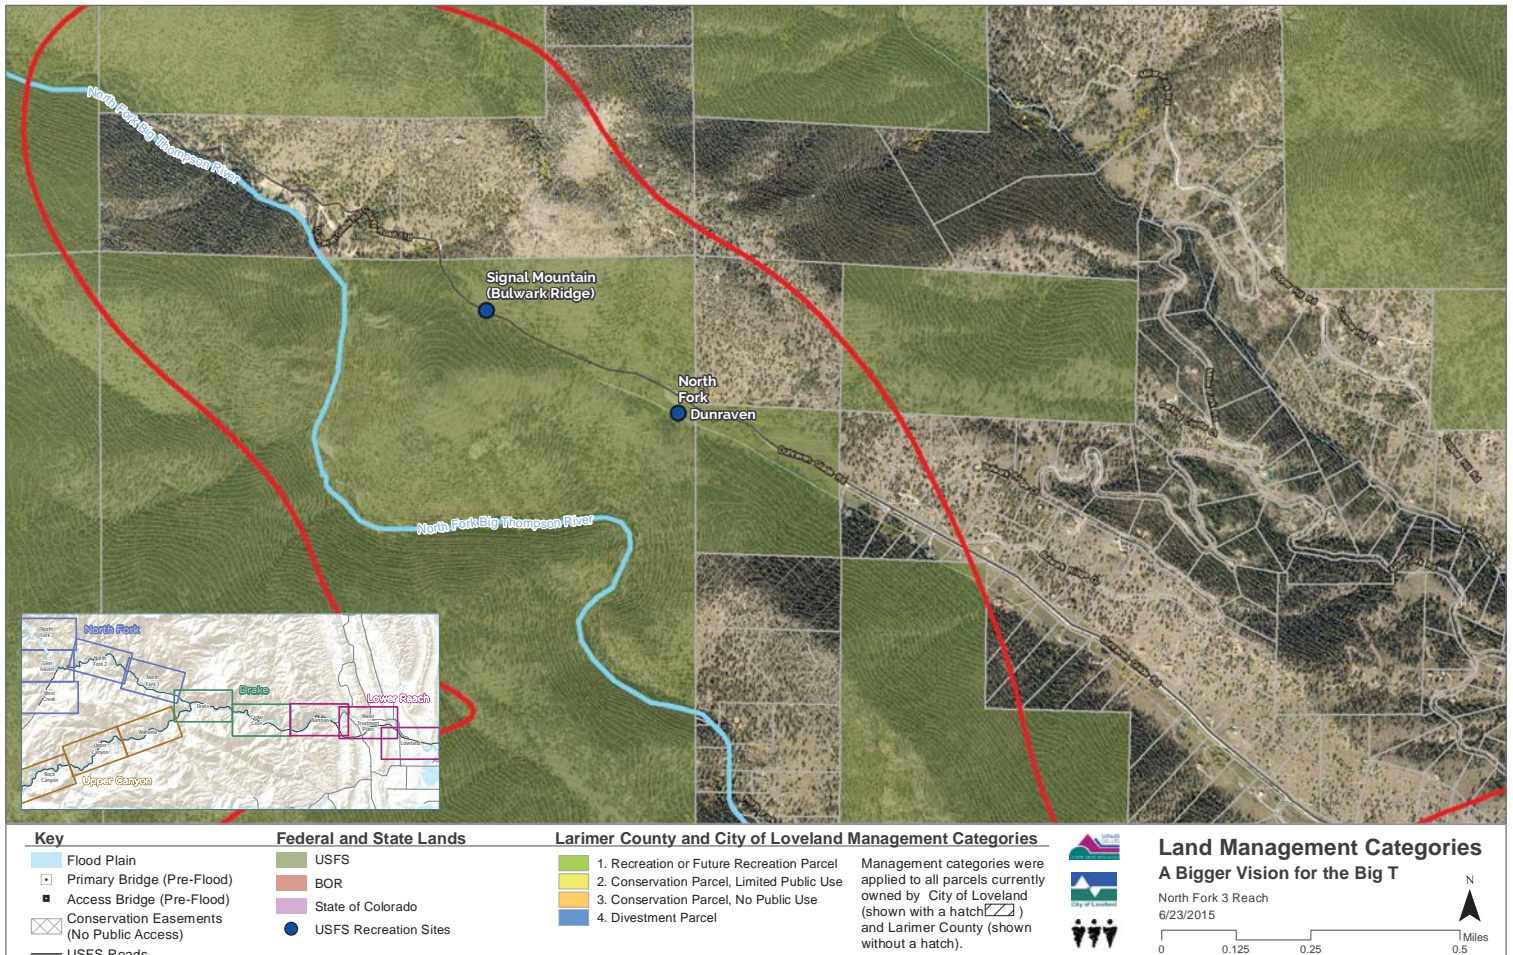 North Fork Big Thompson River
Signal Mountain
(Bulwark Ridge)
North
Fork
Dunraven
Dunraven Glade Rd
North Fork Big Thompson River
North Fork
Drake
Lower Reach
Upper Canyon
Key
Flood Plain
Primary Bridge (Pre-Flood)
Access Bridge (Pre-Flood)
Conservation Easements
(No Public Access)
USFS Roads
Federal and State Lands
USFS
BOR
State of Colorado
USFS Recreation Sites
Larimer County and City of Loveland Management Categories
1. Recreation or Future Recreation Parcel
2. Conservation Parcel, Limited Public Use
3. Conservation Parcel, No Public Use
4. Divestment Parcel
Management categories were
applied to all parcels currently
owned by City of Loveland
(shown with a hatch )
and Larimer County (shown
without a hatch).
City of Loveland
Land Management Categories
A Bigger Vision for the Big T
North Fork 3 Reach
6/23/2015
N
Miles
0 0.125 0.25 0.5